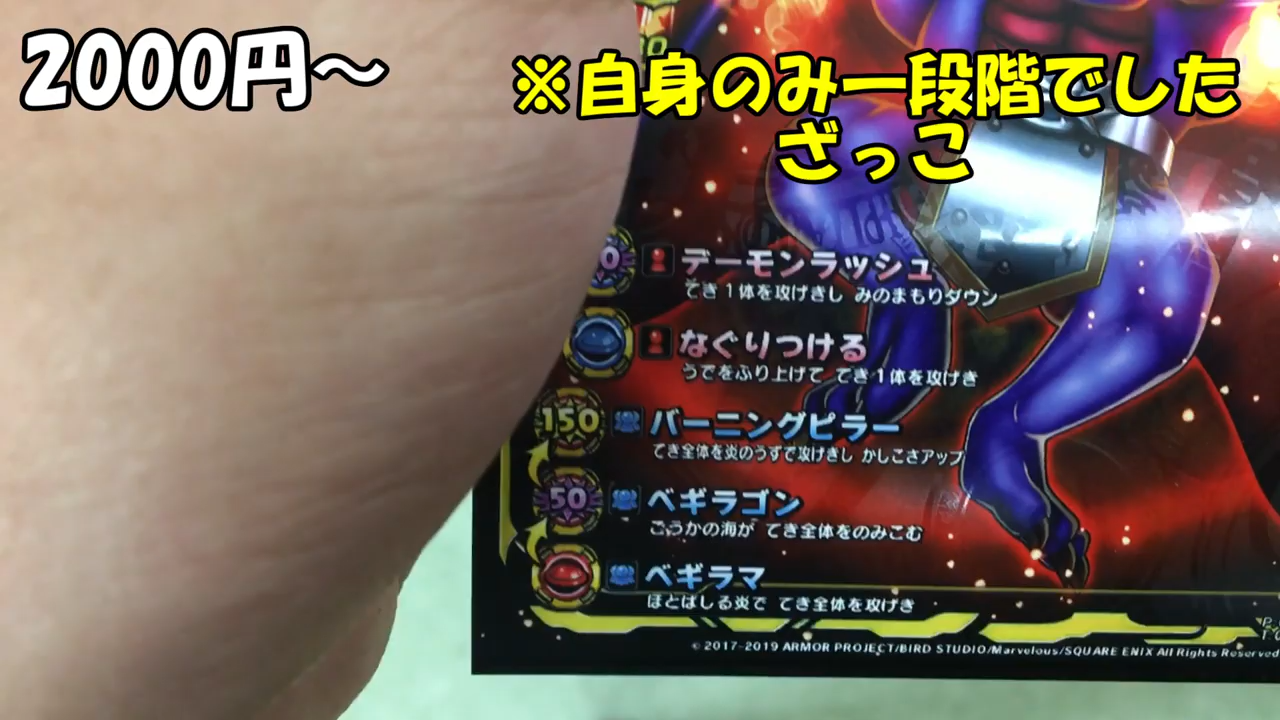 2000円～
※自身のみ一段階でした
ざっこ
デーモンラッシュ
てき1体を攻げきし みのまもりダウン
なぐりつける
うでをふり上げて てき1体を攻げき
150 バーニングピラー
てき全体を炎のうずで攻げきし かしこさアップ
50 ベギラゴン
ごうかの海が てき全体をのみこむ
ベギラマ
ほとばしる炎で てき全体を攻げき
© 2017-2019 ARMOR PROJECT/BIRD STUDIO/Marvelous/SQUARE ENIX All Rights Reserved